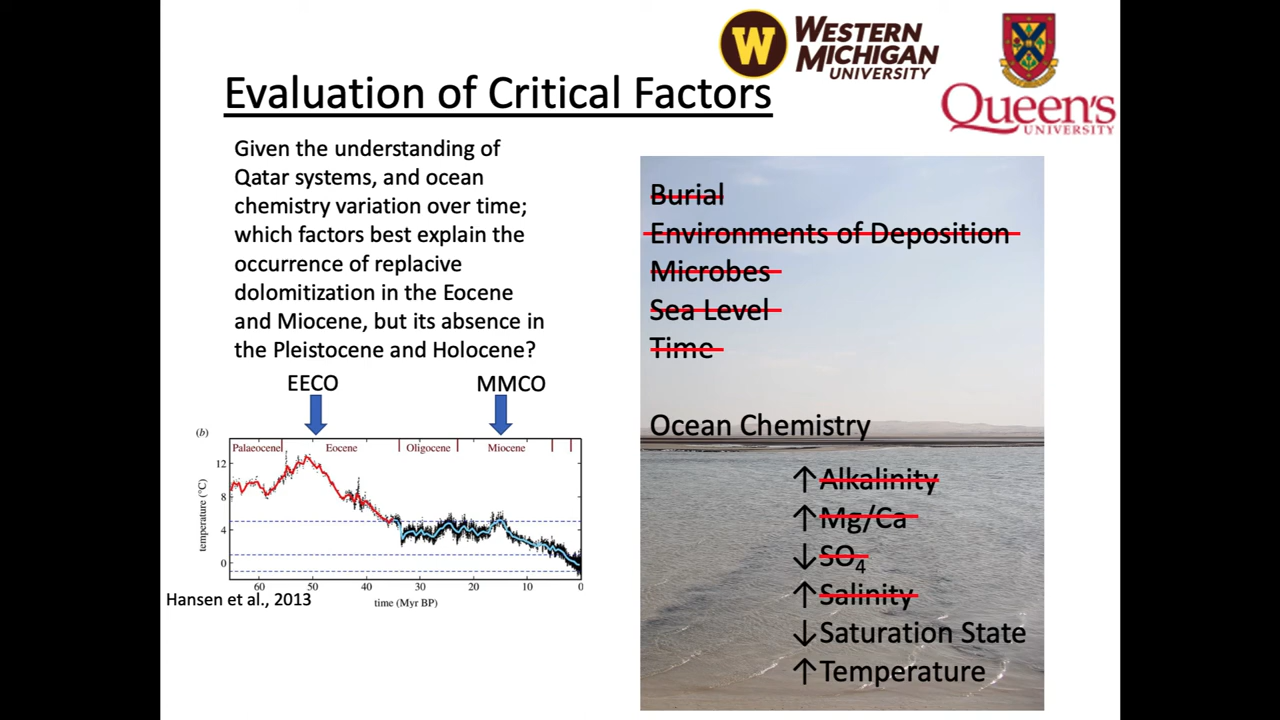 WESTERN
MICHIGAN
UNIVERSITY
W
Queen's
UNIVERSITY
Evaluation of Critical Factors
Given the understanding of
Qatar systems, and ocean
chemistry variation over time;
which factors best explain the
occurrence of replacive
dolomitization in the Eocene
and Miocene, but its absence in
the Pleistocene and Holocene?
EECO
MMCO
(b)
Palaeocene
Eocene
Oligocene
Miocene
12
8
4
0
temperature (°C)
60 50 40 30 20 10 0
time (Myr BP)
Hansen et al., 2013
Burial
Environments of Deposition
Microbes
Sea Level
Time
Ocean Chemistry
↑Alkalinity
↑Mg/Ca
↓SO₄
↑Salinity
↓Saturation State
↑Temperature